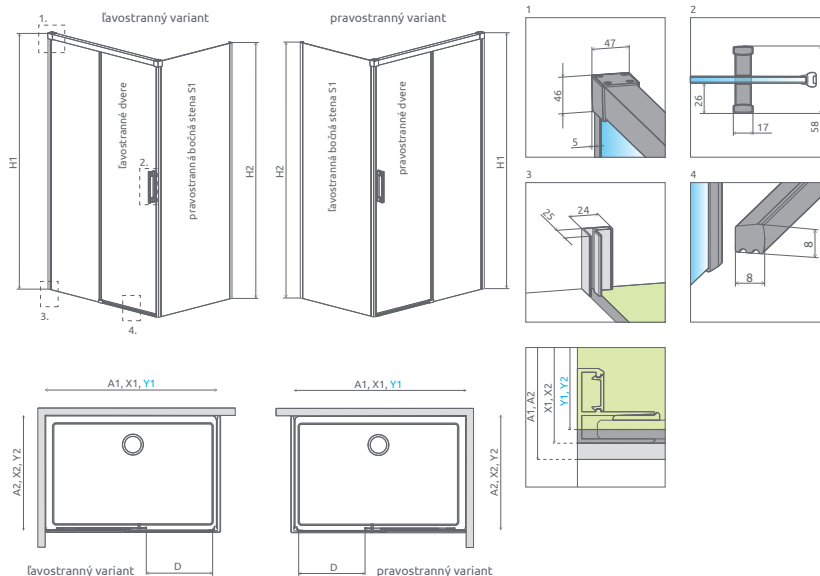 ľavostranný variant
1.
H1
ľavostranné dvere
2.
pravostranná bočná stena S1
H2
3.
4.
pravostranný variant
H2
ľavostranná bočná stena S1
pravostranné dvere
H1
1
47
46
5
2
26
17
58
3
25
24
4
8
8
A1, X1, Y1
A2, X2, Y2
D
ľavostranný variant
A1, X1, Y1
A2, X2, Y2
D
pravostranný variant
A1, A2
X1, X2
Y1, Y2